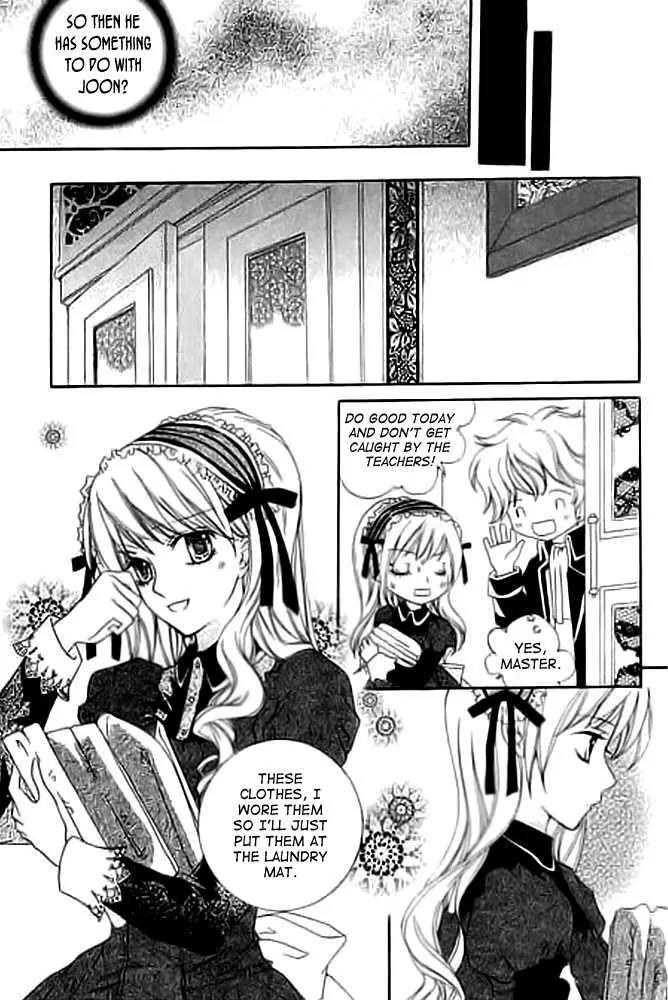 SO THEN HE
HAS SOMETHING
TO DO WITH
JOON?
DO GOOD TODAY
AND DON'T GET
CAUGHT BY THE
TEACHERS!
YES,
MASTER.
THESE
CLOTHES, I
WORE THEM
SO I'LL JUST
PUT THEM AT
THE LAUNDRY
MAT.